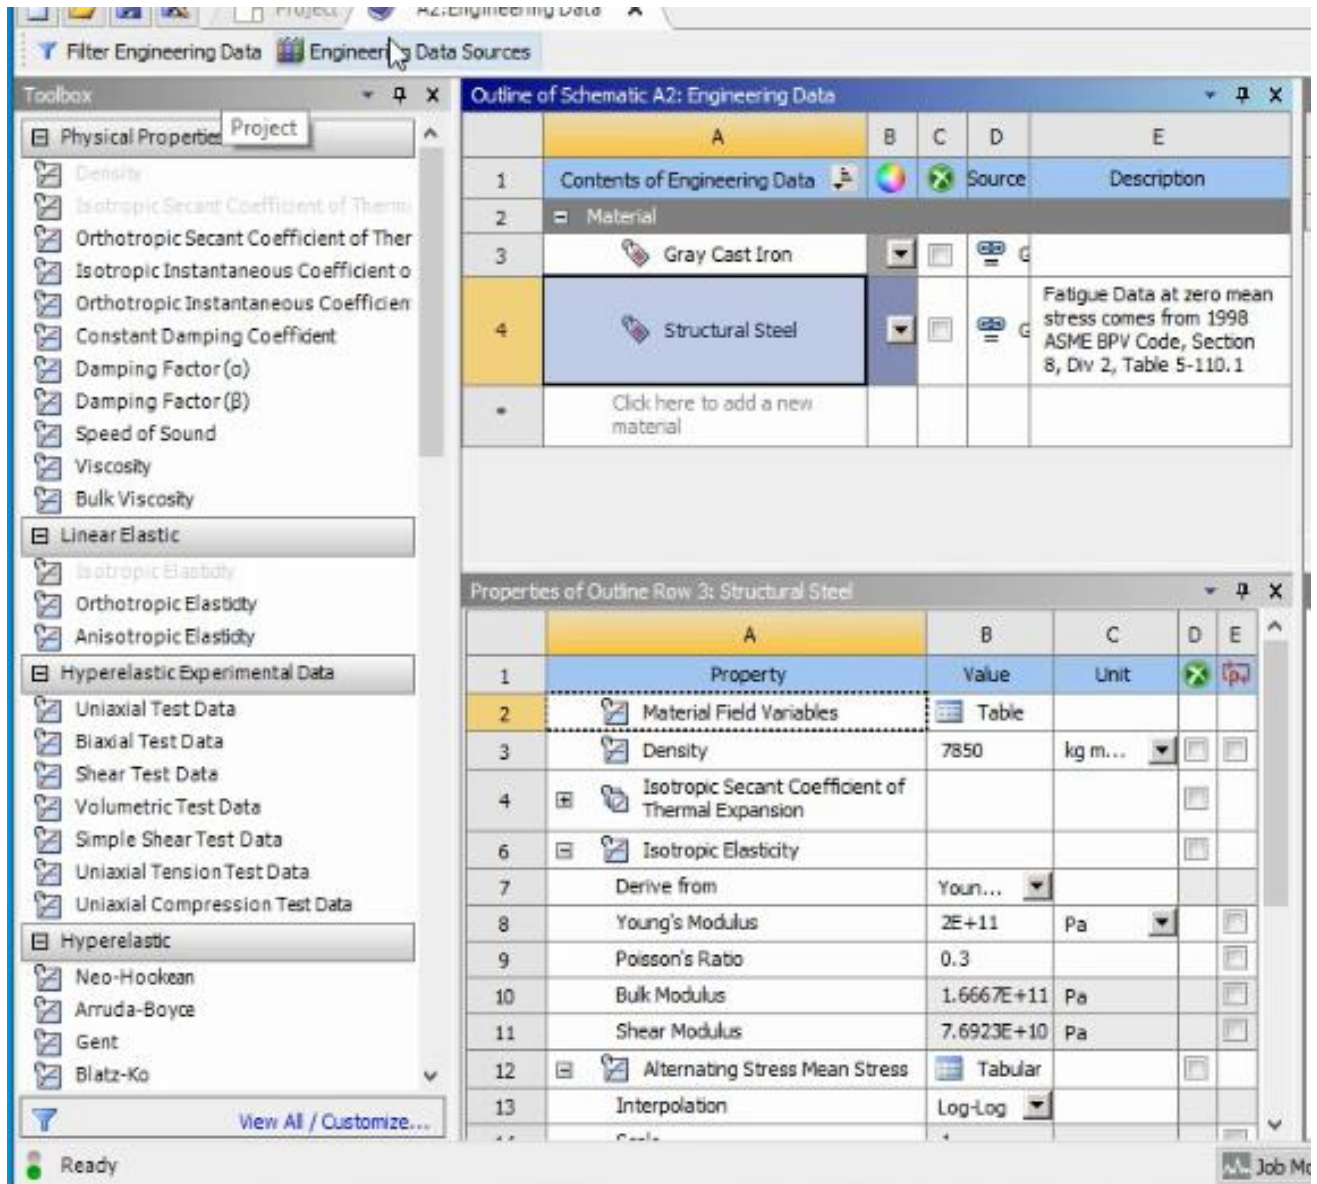 Project
A2:Engineering Data
Filter Engineering Data
Engineering Data Sources
Toolbox
Project
Physical Properties
Density
Isotropic Secant Coefficient of Therma
Orthotropic Secant Coefficient of Ther
Isotropic Instantaneous Coefficient o
Orthotropic Instantaneous Coefficien
Constant Damping Coefficient
Damping Factor (α)
Damping Factor (β)
Speed of Sound
Viscosity
Bulk Viscosity
Linear Elastic
Isotropic Elasticity
Orthotropic Elasticity
Anisotropic Elasticity
Hyperelastic Experimental Data
Uniaxial Test Data
Biaxial Test Data
Shear Test Data
Volumetric Test Data
Simple Shear Test Data
Uniaxial Tension Test Data
Uniaxial Compression Test Data
Hyperelastic
Neo-Hookean
Arruda-Boyce
Gent
Blatz-Ko
View All / Customize...
Outline of Schematic A2: Engineering Data
A B C D E
1 Contents of Engineering Data Source Description
2 Material
3 Gray Cast Iron G
4 Structural Steel G
Fatigue Data at zero mean
stress comes from 1998
ASME BPV Code, Section
8, Div 2, Table 5-110.1
* Click here to add a new
material
Properties of Outline Row 3: Structural Steel
A B C D E
1 Property Value Unit
2 Material Field Variables Table
3 Density 7850 kg m...
4 Isotropic Secant Coefficient of
Thermal Expansion
6 Isotropic Elasticity
7 Derive from Youn...
8 Young's Modulus 2E+11 Pa
9 Poisson's Ratio 0.3
10 Bulk Modulus 1.6667E+11 Pa
11 Shear Modulus 7.6923E+10 Pa
12 Alternating Stress Mean Stress Tabular
13 Interpolation Log-Log
Ready
Job Mo